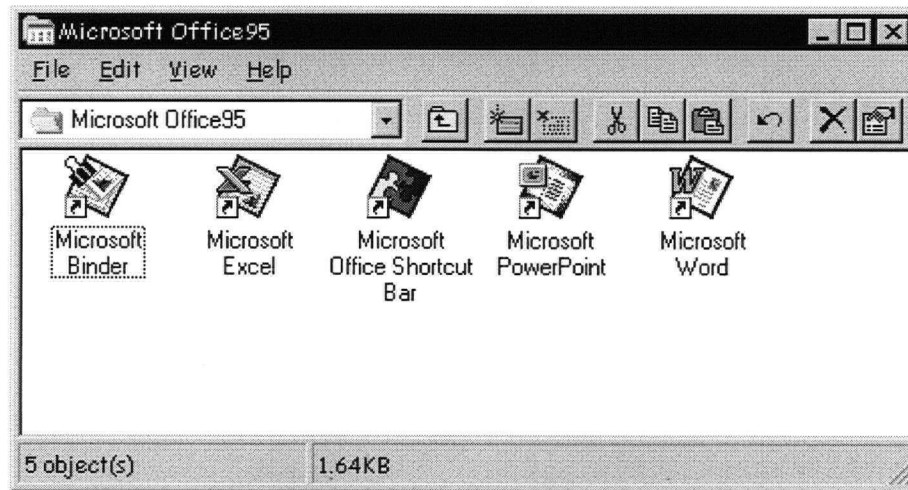 Microsoft Office95
File Edit View Help
Microsoft Office95
Microsoft Binder
Microsoft Excel
Microsoft Office Shortcut Bar
Microsoft PowerPoint
Microsoft Word
5 object(s) 1.64KB